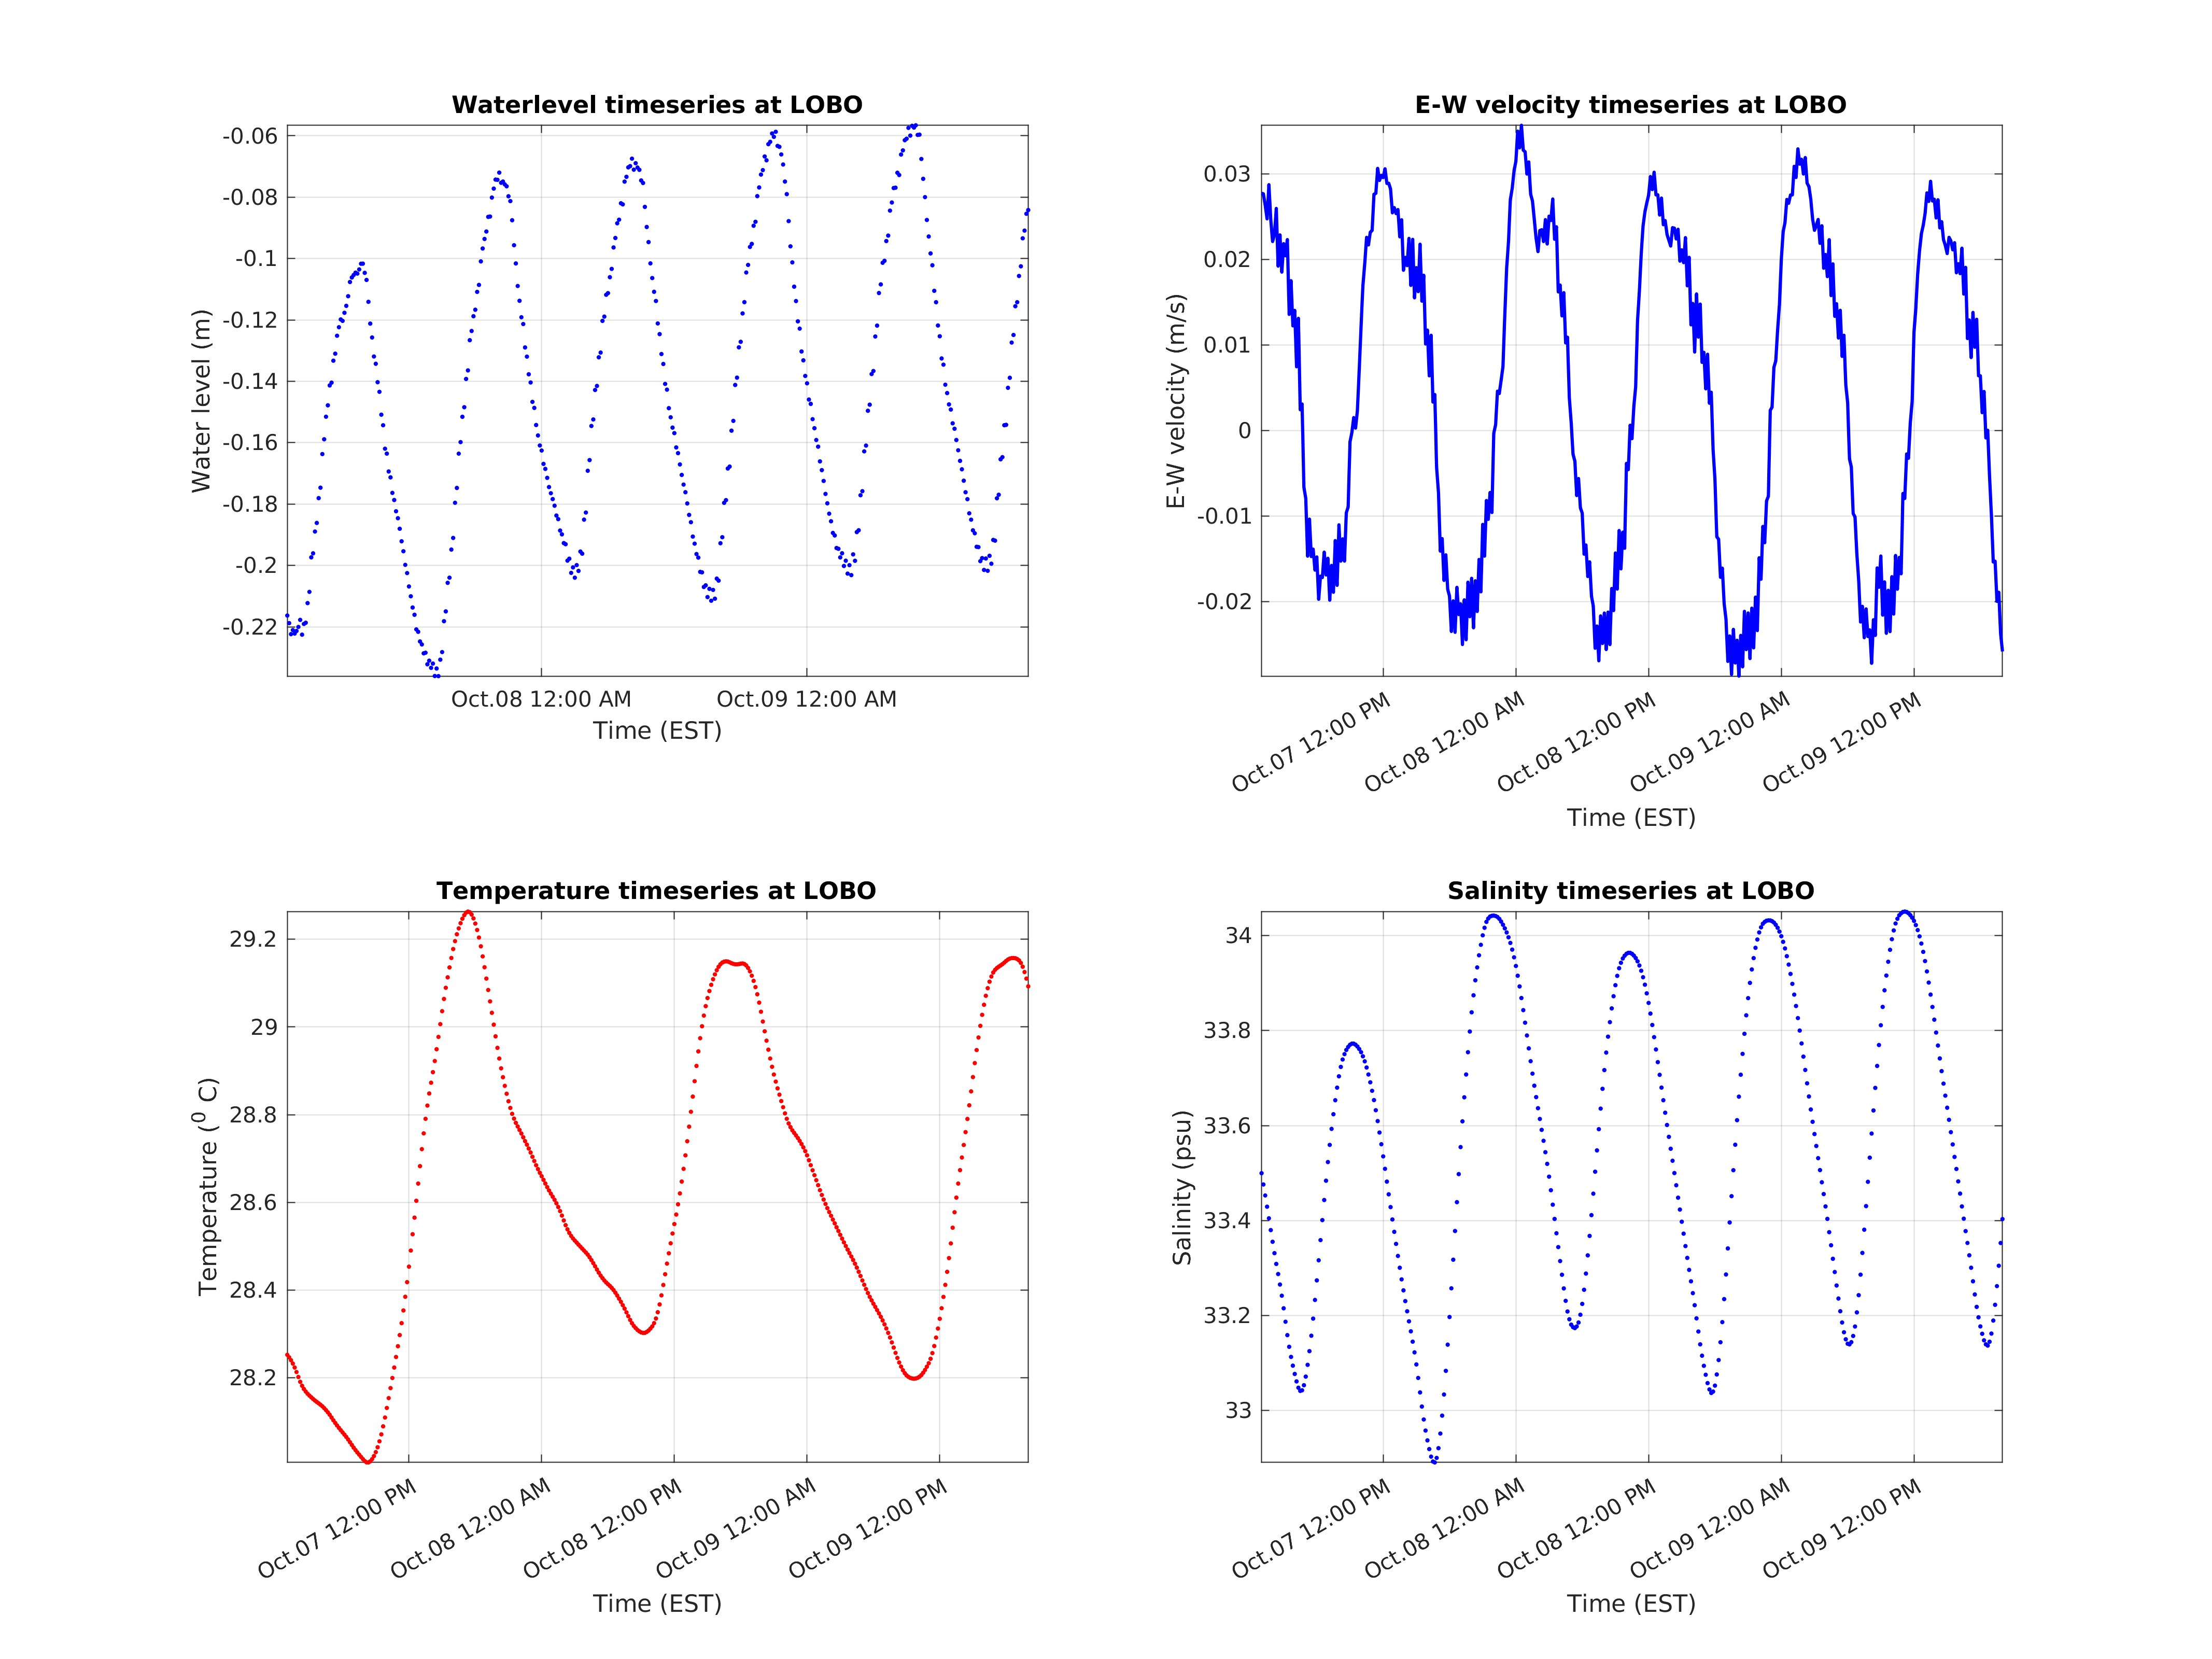 Waterlevel timeseries at LOBO
-0.06
-0.08
-0.1
-0.12
-0.14
-0.16
-0.18
-0.2
-0.22
Water level (m)
Oct.08 12:00 AM
Oct.09 12:00 AM
Time (EST)
E-W velocity timeseries at LOBO
0.03
0.02
0.01
0
-0.01
-0.02
E-W velocity (m/s)
Oct.07 12:00 PM
Oct.08 12:00 AM
Oct.08 12:00 PM
Oct.09 12:00 AM
Oct.09 12:00 PM
Time (EST)
Temperature timeseries at LOBO
29.2
29
28.8
28.6
28.4
28.2
Temperature (⁰ C)
Oct.07 12:00 PM
Oct.08 12:00 AM
Oct.08 12:00 PM
Oct.09 12:00 AM
Oct.09 12:00 PM
Time (EST)
Salinity timeseries at LOBO
34
33.8
33.6
33.4
33.2
33
Salinity (psu)
Oct.07 12:00 PM
Oct.08 12:00 AM
Oct.08 12:00 PM
Oct.09 12:00 AM
Oct.09 12:00 PM
Time (EST)